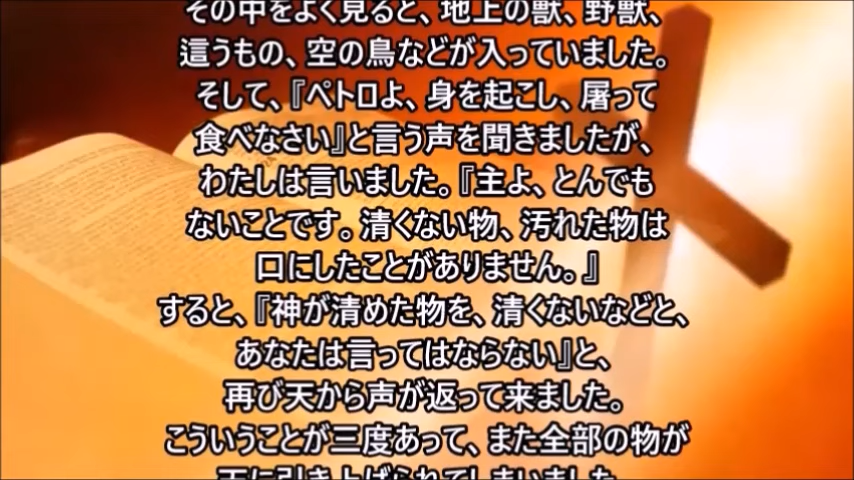 その中をよく見ると、地上の獣、野獣、
這うもの、空の鳥などが入っていました。
そして、『ペトロよ、身を起こし、屠って
食べなさい』と言う声を聞きましたが、
わたしは言いました。『主よ、とんでも
ないことです。清くない物、汚れた物は
口にしたことがありません。』
すると、『神が清めた物を、清くないなどと、
あなたは言ってはならない』と、
再び天から声が返って来ました。
こういうことが三度あって、また全部の物が
天に引き上げられてしまいました。